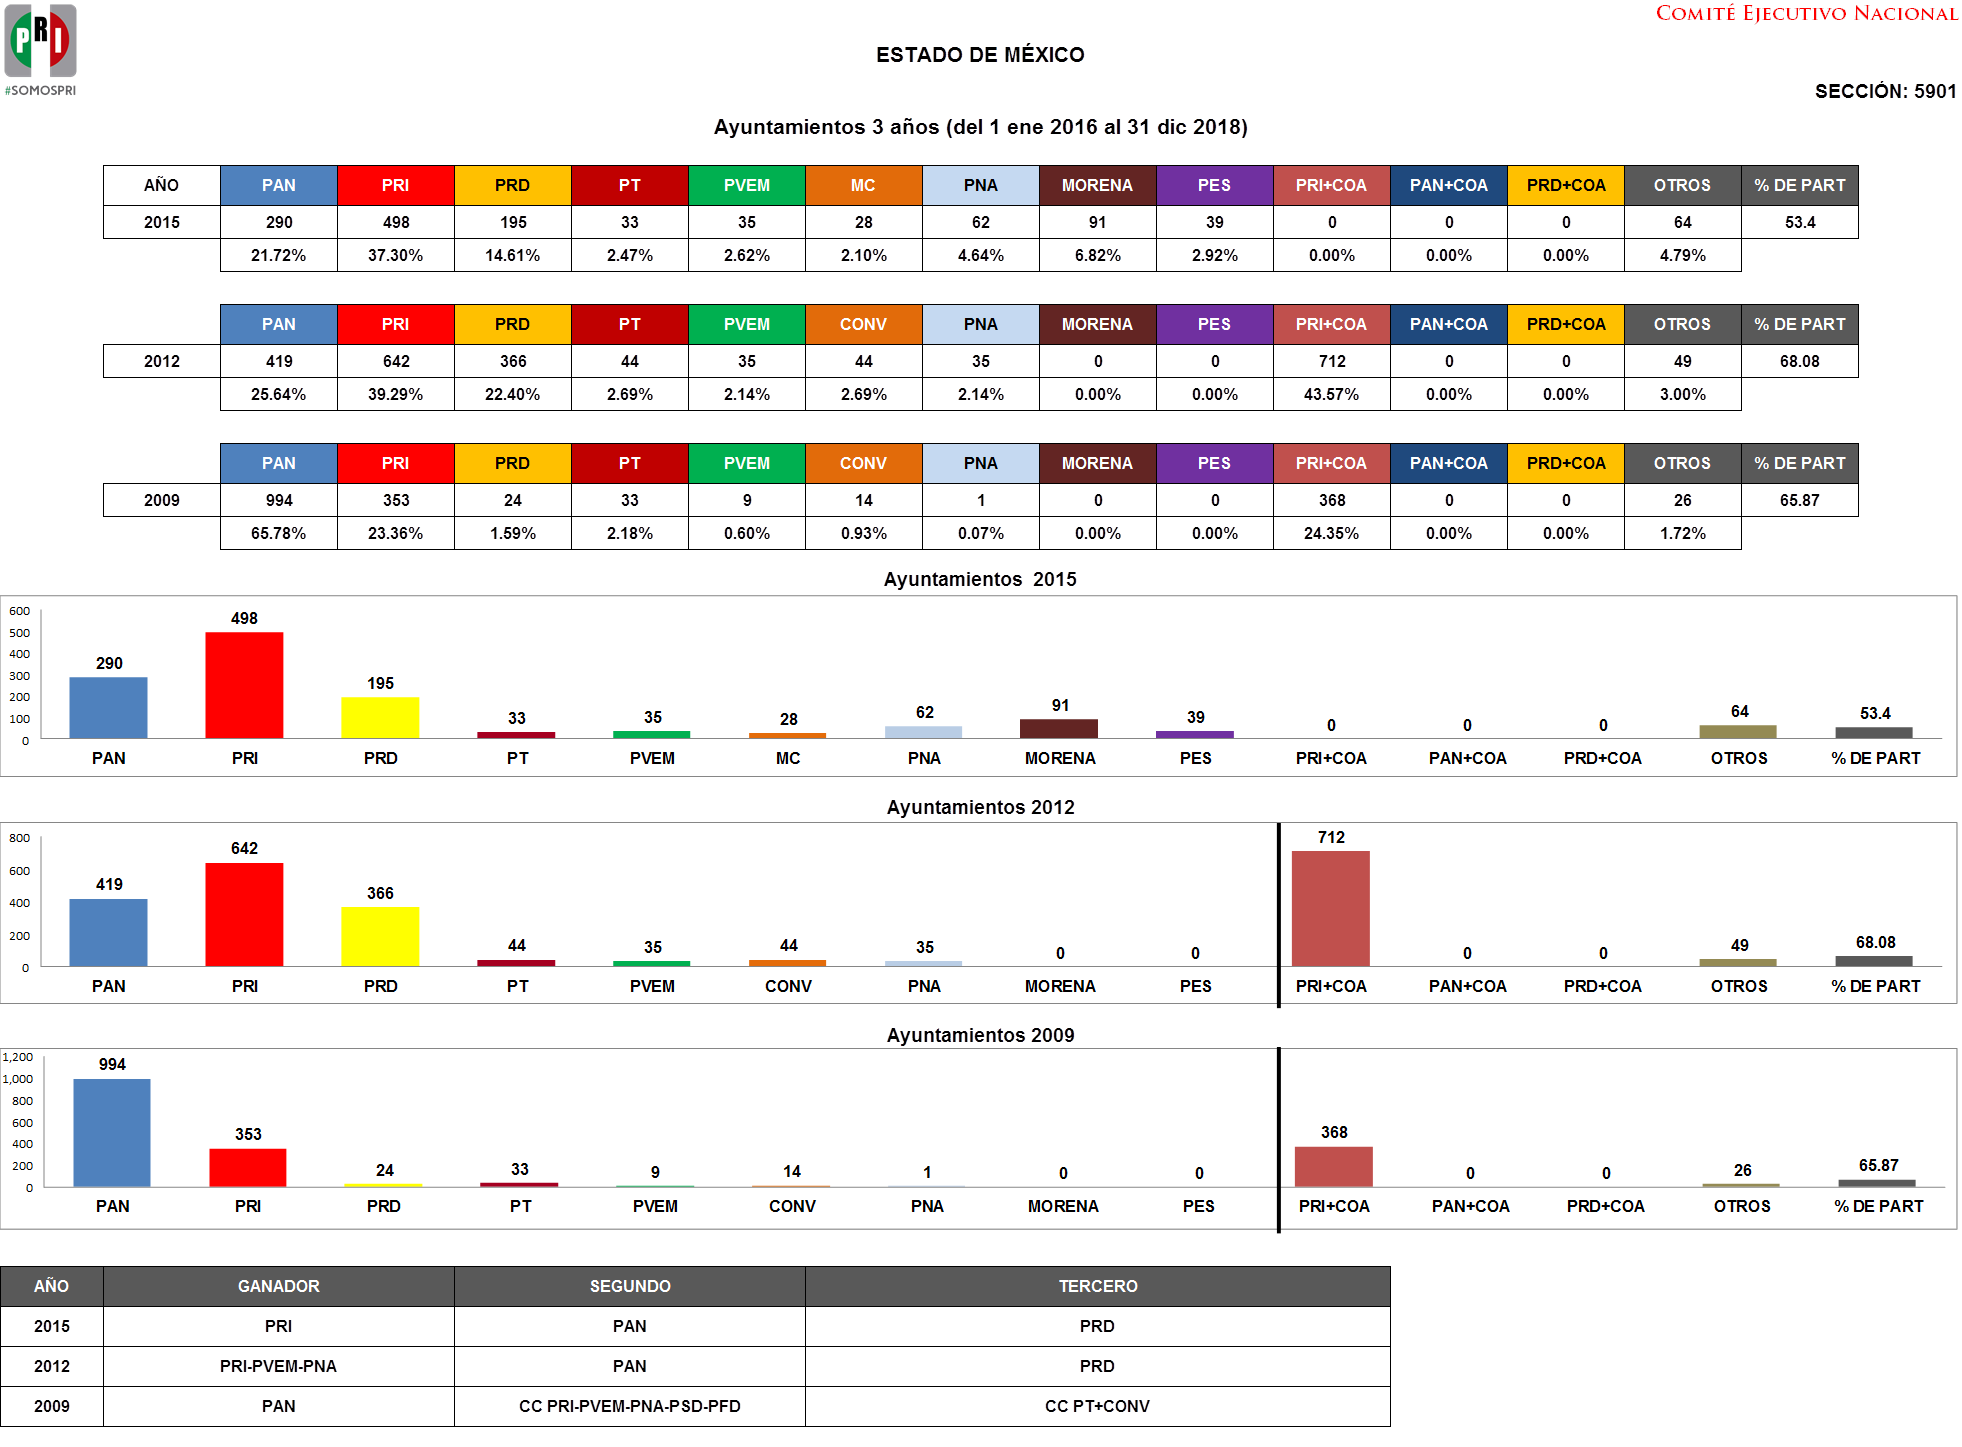 COMITÉ EJECUTIVO NACIONAL
PRI
#SOMOSPRI
ESTADO DE MÉXICO
SECCIÓN: 5901
Ayuntamientos 3 años (del 1 ene 2016 al 31 dic 2018)
AÑO PAN PRI PRD PT PVEM MC PNA MORENA PES PRI+COA PAN+COA PRD+COA OTROS % DE PART
2015 290 498 195 33 35 28 62 91 39 0 0 0 64 53.4
21.72% 37.30% 14.61% 2.47% 2.62% 2.10% 4.64% 6.82% 2.92% 0.00% 0.00% 0.00% 4.79%
PAN PRI PRD PT PVEM CONV PNA MORENA PES PRI+COA PAN+COA PRD+COA OTROS % DE PART
2012 419 642 366 44 35 44 35 0 0 712 0 0 49 68.08
25.64% 39.29% 22.40% 2.69% 2.14% 2.69% 2.14% 0.00% 0.00% 43.57% 0.00% 0.00% 3.00%
PAN PRI PRD PT PVEM CONV PNA MORENA PES PRI+COA PAN+COA PRD+COA OTROS % DE PART
2009 994 353 24 33 9 14 1 0 0 368 0 0 26 65.87
65.78% 23.36% 1.59% 2.18% 0.60% 0.93% 0.07% 0.00% 0.00% 24.35% 0.00% 0.00% 1.72%
Ayuntamientos 2015
600
500
400
300
200
100
0
290 498 195 33 35 28 62 91 39 0 0 0 64 53.4
PAN PRI PRD PT PVEM MC PNA MORENA PES PRI+COA PAN+COA PRD+COA OTROS % DE PART
Ayuntamientos 2012
800
600
400
200
0
419 642 366 44 35 44 35 0 0 712 0 0 49 68.08
PAN PRI PRD PT PVEM CONV PNA MORENA PES PRI+COA PAN+COA PRD+COA OTROS % DE PART
Ayuntamientos 2009
1,200
1,000
800
600
400
200
0
994 353 24 33 9 14 1 0 0 368 0 0 26 65.87
PAN PRI PRD PT PVEM CONV PNA MORENA PES PRI+COA PAN+COA PRD+COA OTROS % DE PART
AÑO GANADOR SEGUNDO TERCERO
2015 PRI PAN PRD
2012 PRI-PVEM-PNA PAN PRD
2009 PAN CC PRI-PVEM-PNA-PSD-PFD CC PT+CONV